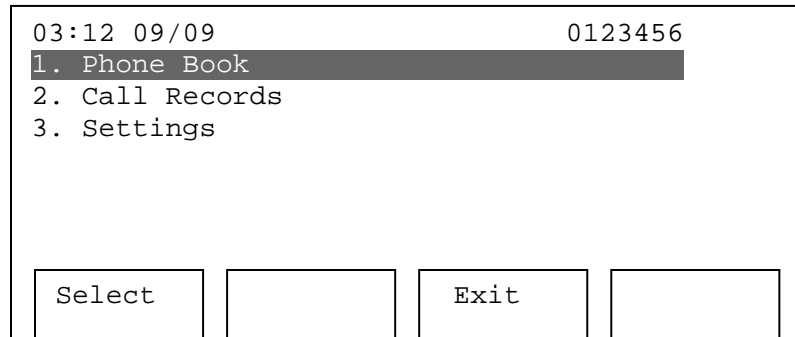 03:12 09/09 0123456
1. Phone Book
2. Call Records
3. Settings
Select Exit